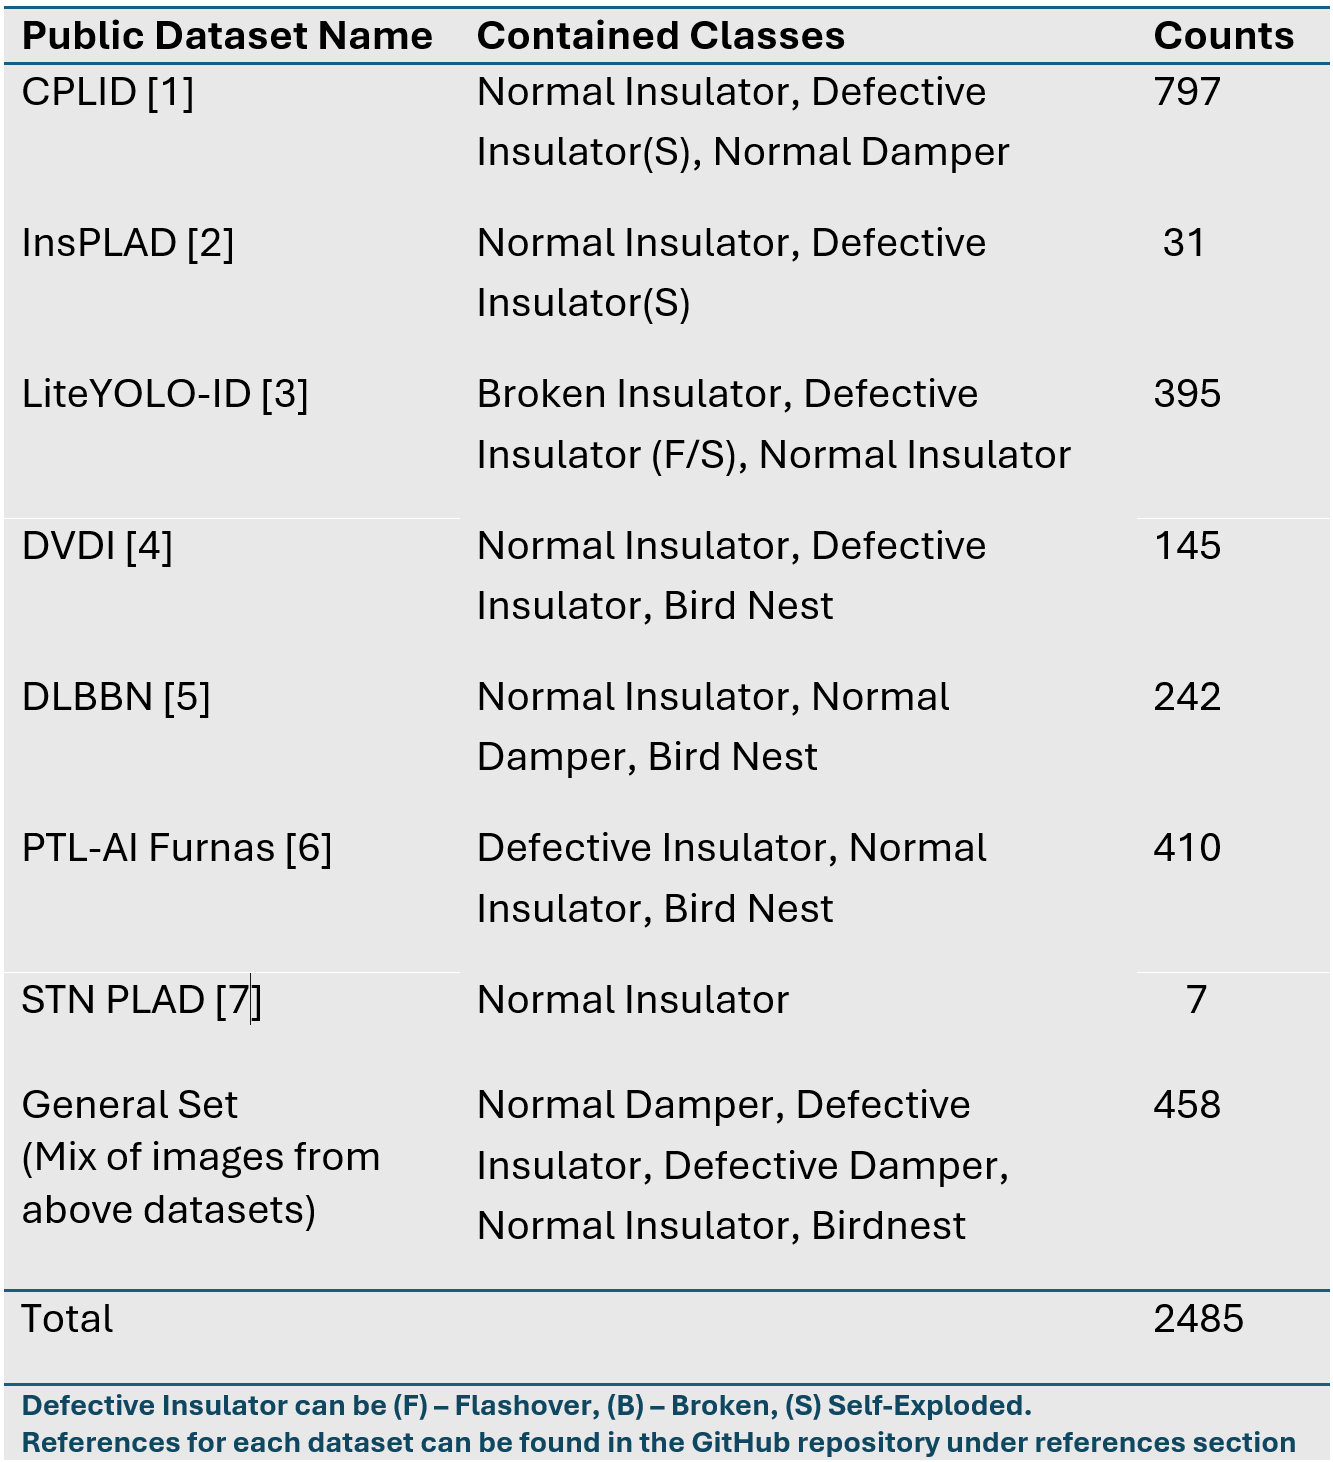 Public Dataset Name Contained Classes Counts
CPLID [1] Normal Insulator, Defective 797
Insulator(S), Normal Damper
InsPLAD [2] Normal Insulator, Defective 31
Insulator(S)
LiteYOLO-ID [3] Broken Insulator, Defective 395
Insulator (F/S), Normal Insulator
DVDI [4] Normal Insulator, Defective 145
Insulator, Bird Nest
DLBBN [5] Normal Insulator, Normal 242
Damper, Bird Nest
PTL-AI Furnas [6] Defective Insulator, Normal 410
Insulator, Bird Nest
STN PLAD [7] Normal Insulator 7
General Set Normal Damper, Defective 458
(Mix of images from Insulator, Defective Damper,
above datasets) Normal Insulator, Birdnest
Total 2485
Defective Insulator can be (F) – Flashover, (B) – Broken, (S) Self-Exploded.
References for each dataset can be found in the GitHub repository under references section